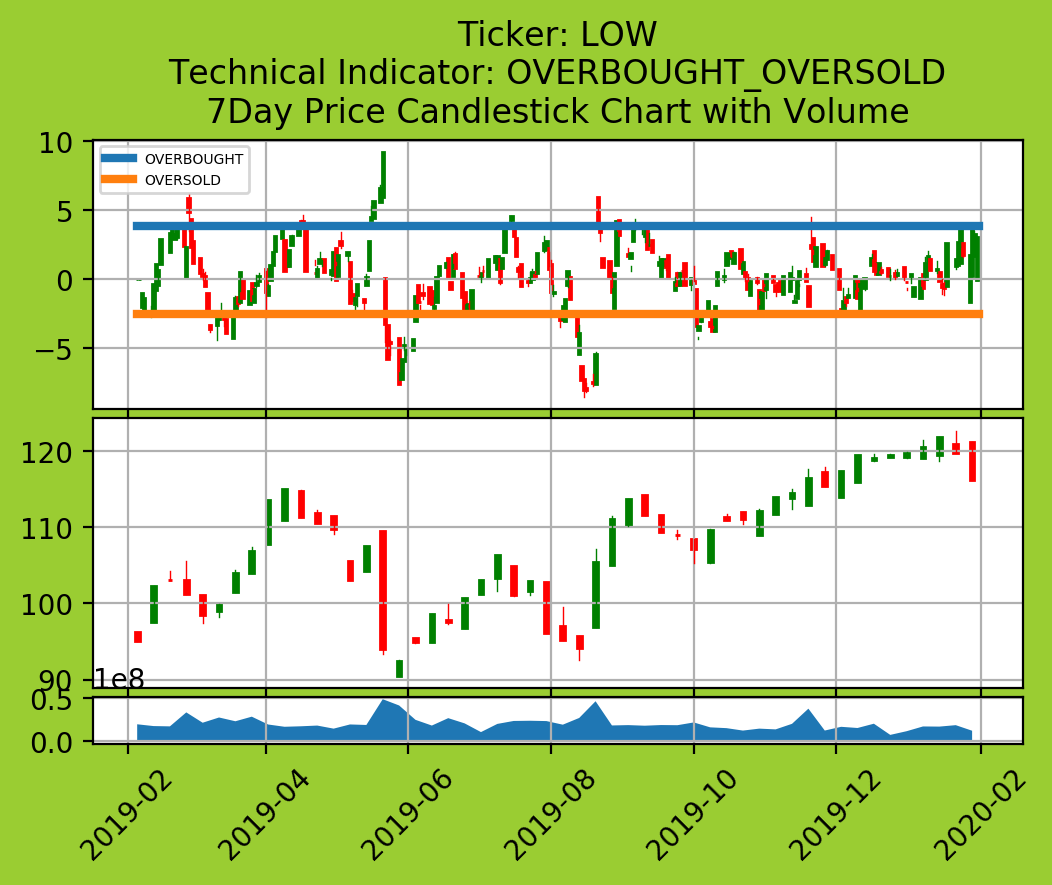 Ticker: LOW
Technical Indicator: OVERBOUGHT_OVERSOLD
7Day Price Candlestick Chart with Volume
10
OVERBOUGHT
OVERSOLD
5
0
−5
120
110
100
90
1e8
0.5
0.0
2019-02
2019-04
2019-06
2019-08
2019-10
2019-12
2020-02